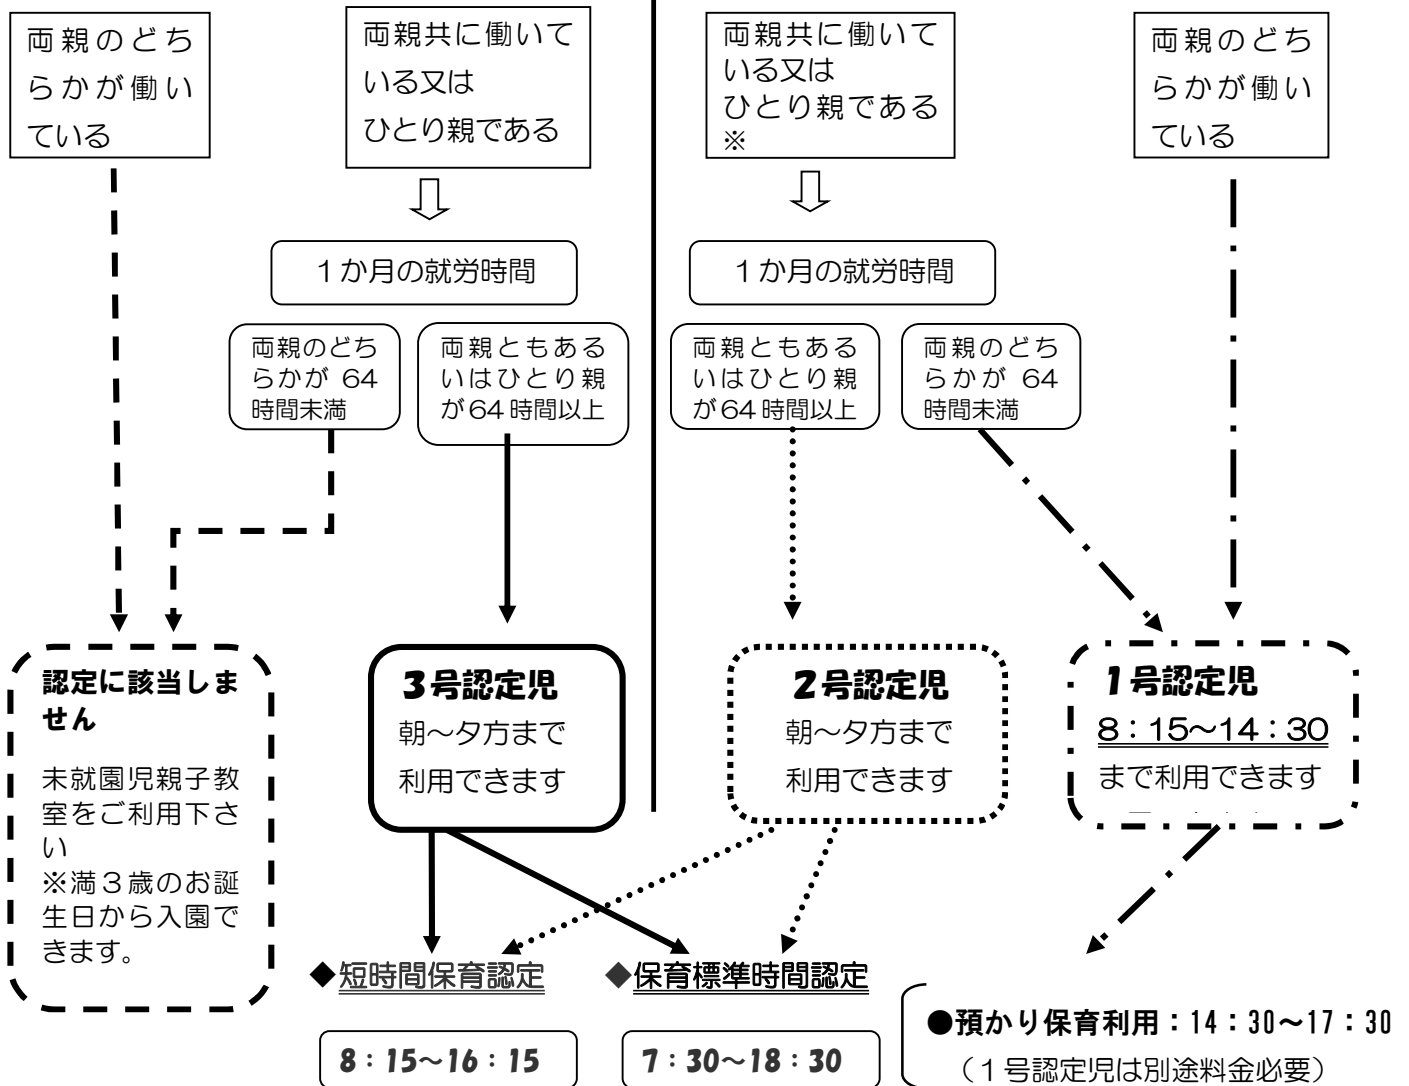 両親のどち
らかが働い
ている
両親共に働いて
いる又は
ひとり親である
両親共に働いて
いる又は
ひとり親である
※
両親のどち
らかが働い
ている
１か月の就労時間
１か月の就労時間
両親のどち
らかが 64
時間未満
両親ともある
いはひとり親
が64時間以上
両親ともある
いはひとり親
が64時間以上
両親のどち
らかが 64
時間未満
認定に該当しま
せん
未就園児親子教
室をご利用下さ
い
※満３歳のお誕
生日から入園で
きます。
３号認定児
朝～夕方まで
利用できます
２号認定児
朝～夕方まで
利用できます
１号認定児
８：１５～１４：３０
まで利用できます
◆短時間保育認定
◆保育標準時間認定
８：１５～１６：１５
７：３０～１８：３０
●預かり保育利用：14：30～17：30
（１号認定児は別途料金必要）